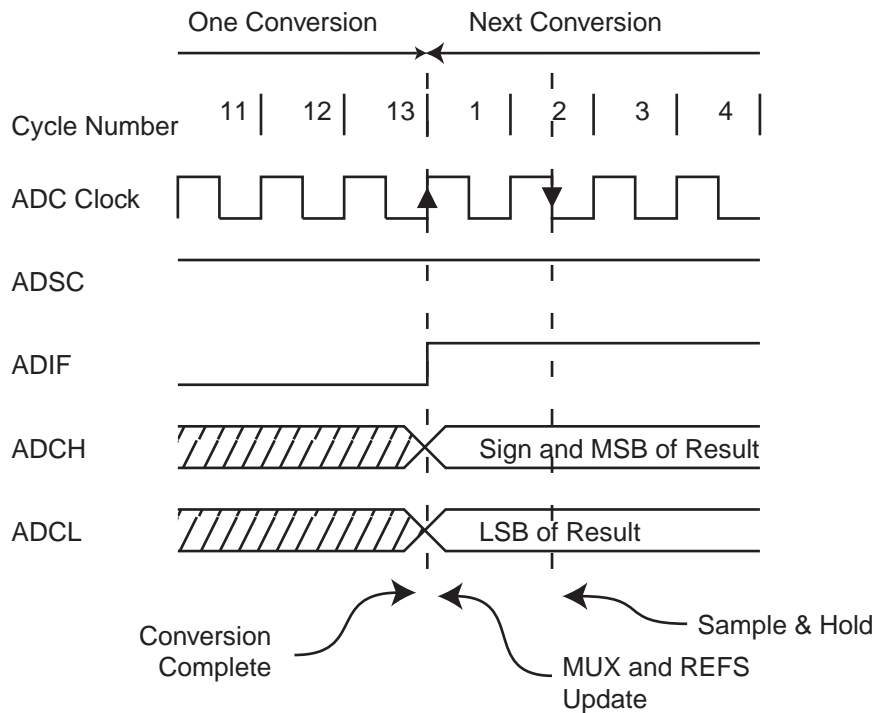 One Conversion Next Conversion
Cycle Number 11 12 13 1 2 3 4
ADC Clock
ADSC
ADIF
ADCH Sign and MSB of Result
ADCL LSB of Result
Conversion
Complete
MUX and REFS
Update
Sample & Hold